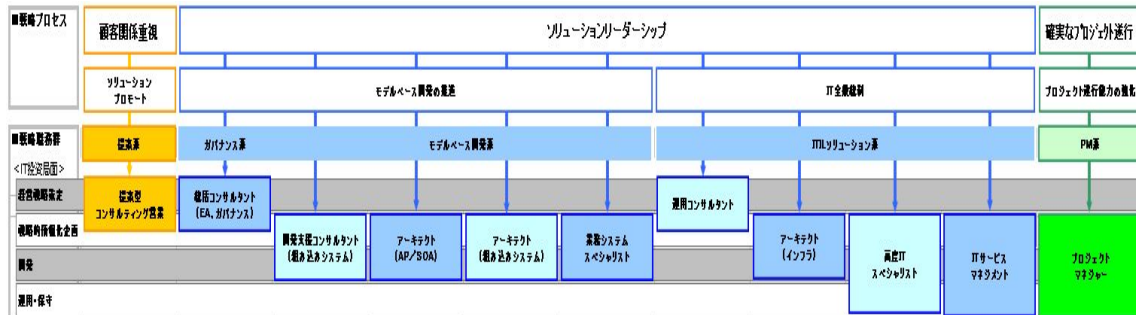 ■戦略プロセス
顧客関係重視
ソリューションリーダーシップ
確実なプロジェクト遂行
ソリューション
プロモート
モデルベース開発の推進
IT全般統制
プロジェクト遂行能力の強化
■戦略職務群
<IT投資局面>
提案系
ガバナンス系
モデルベース開発系
ITILソリューション系
PM系
経営戦略策定
戦略的情報化企画
開発
運用・保守
提案型
コンサルティング営業
統括コンサルタント
(EA、ガバナンス)
開発支援コンサルタント
(組み込みシステム)
アーキテクト
(AP/SOA)
アーキテクト
(組み込みシステム)
業務システム
スペシャリスト
運用コンサルタント
アーキテクト
(インフラ)
高度IT
スペシャリスト
ITサービス
マネジメント
プロジェクト
マネジャー